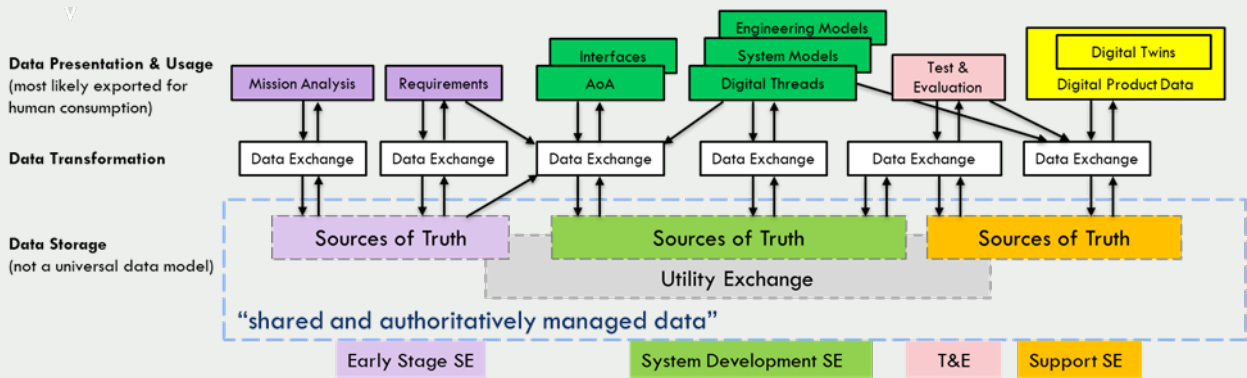 Engineering Models
Interfaces
System Models
Digital Twins
Data Presentation & Usage
(most likely exported for
human consumption)
Mission Analysis
Requirements
AoA
Digital Threads
Test &
Evaluation
Digital Product Data
Data Transformation
Data Exchange
Data Exchange
Data Exchange
Data Exchange
Data Exchange
Data Exchange
Data Storage
(not a universal data model)
Sources of Truth
Sources of Truth
Sources of Truth
Utility Exchange
“shared and authoritatively managed data”
Early Stage SE
System Development SE
T&E
Support SE